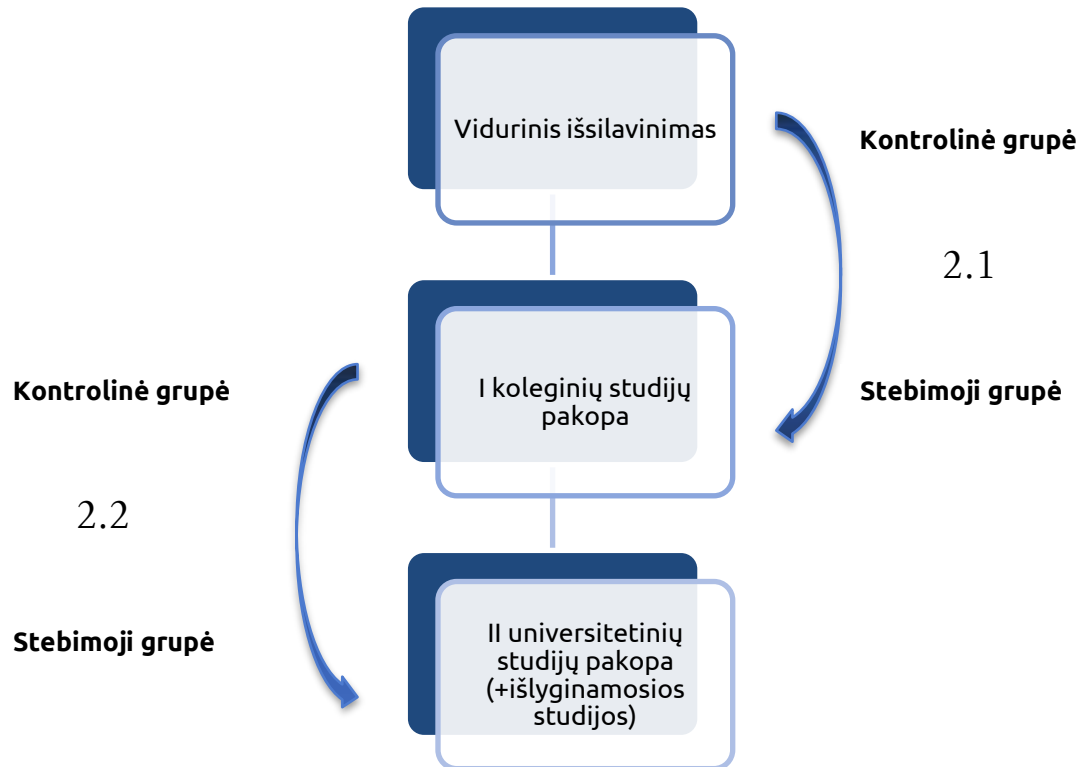 Vidurinis išsilavinimas
Kontrolinė grupė
2.1
Stebimoji grupė
I koleginių studijų
pakopa
Kontrolinė grupė
2.2
Stebimoji grupė
II universitetinių
studijų pakopa
(+išlyginamosios
studijos)